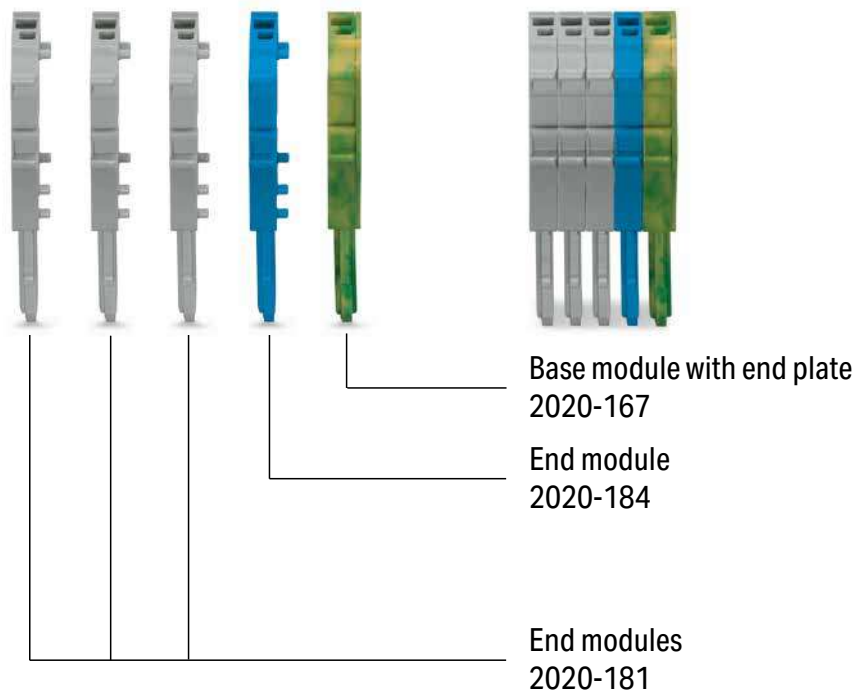 Base module with end plate
2020-167
End module
2020-184
End modules
2020-181